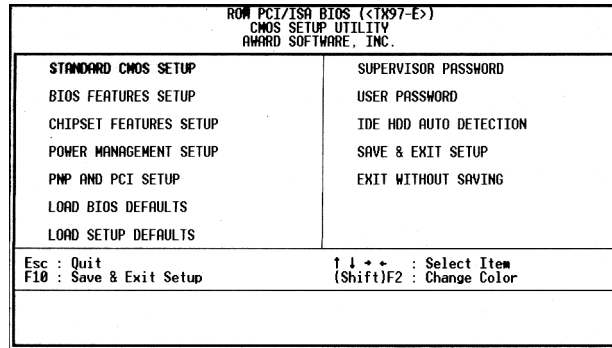 ROM PCI/ISA BIOS (<TX97-E>)
CMOS SETUP UTILITY
AWARD SOFTWARE, INC.
STANDARD CMOS SETUP
BIOS FEATURES SETUP
CHIPSET FEATURES SETUP
POWER MANAGEMENT SETUP
PNP AND PCI SETUP
LOAD BIOS DEFAULTS
LOAD SETUP DEFAULTS
SUPERVISOR PASSWORD
USER PASSWORD
IDE HDD AUTO DETECTION
SAVE & EXIT SETUP
EXIT WITHOUT SAVING
Esc : Quit
F10 : Save & Exit Setup
↑ ↓ → ← : Select Item
(Shift)F2 : Change Color